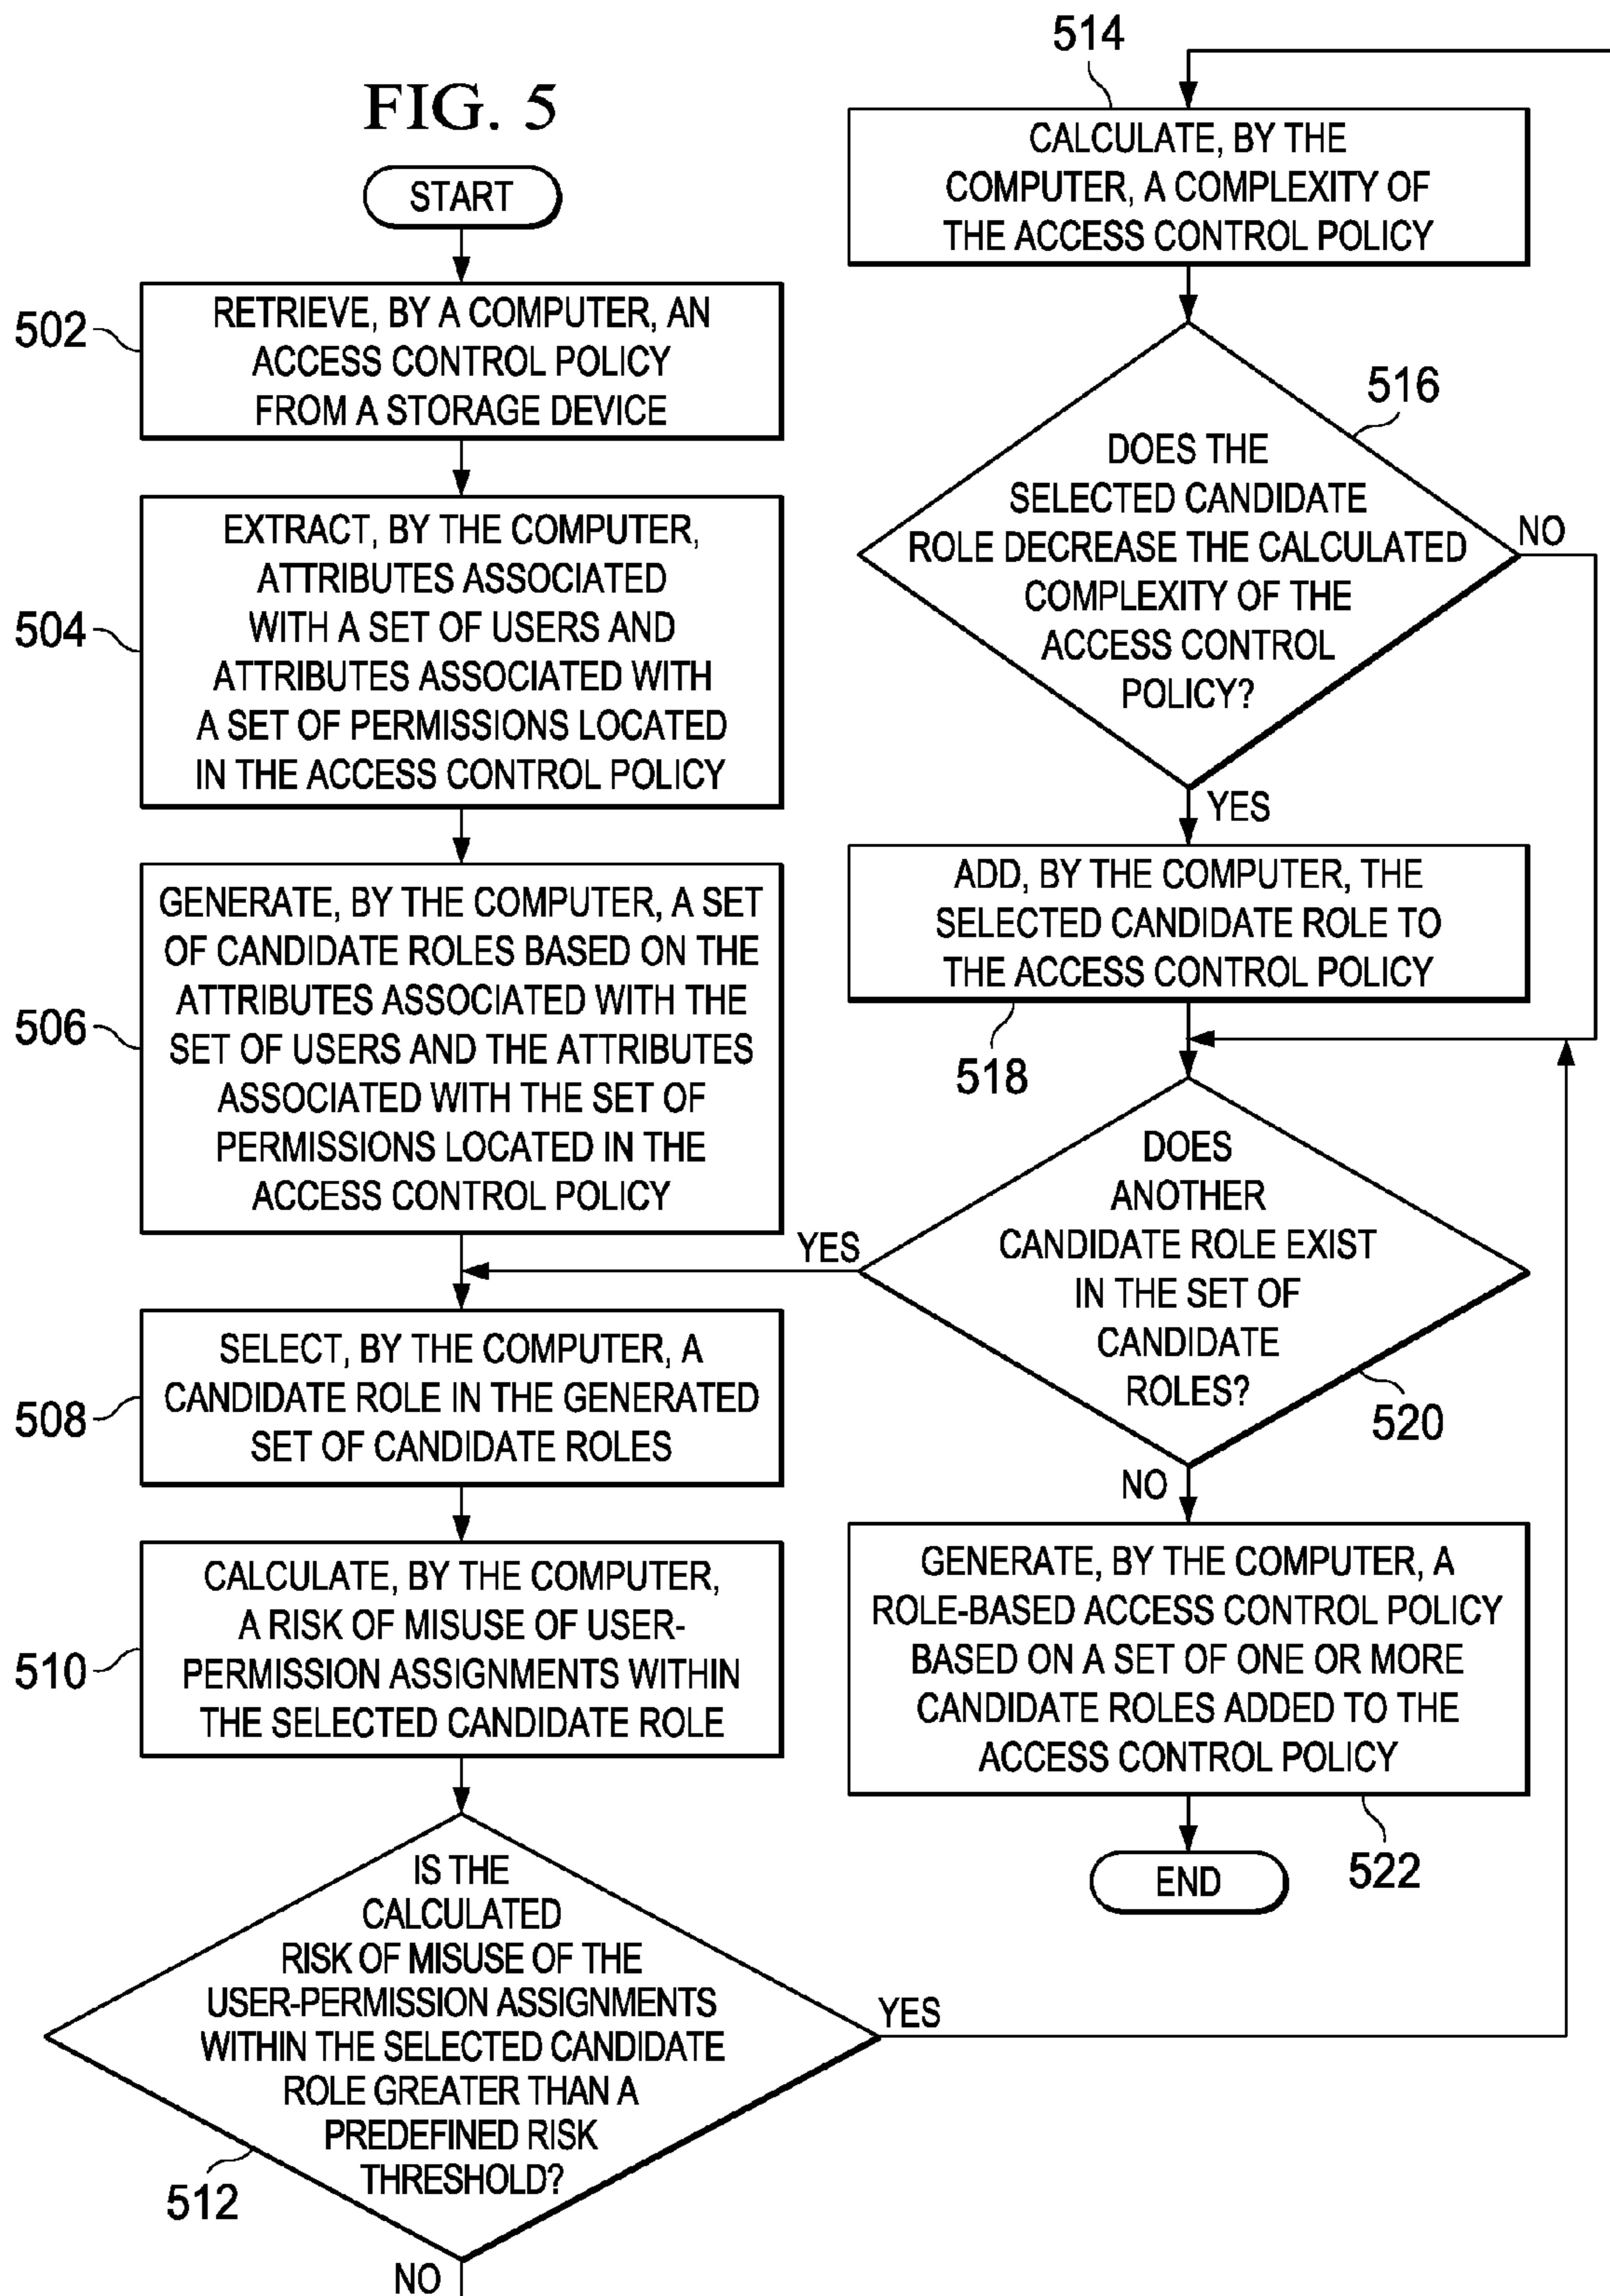 FIG. 5
START
502
RETRIEVE, BY A COMPUTER, AN
ACCESS CONTROL POLICY
FROM A STORAGE DEVICE
504
EXTRACT, BY THE COMPUTER,
ATTRIBUTES ASSOCIATED
WITH A SET OF USERS AND
ATTRIBUTES ASSOCIATED WITH
A SET OF PERMISSIONS LOCATED
IN THE ACCESS CONTROL POLICY
506
GENERATE, BY THE COMPUTER, A SET
OF CANDIDATE ROLES BASED ON THE
ATTRIBUTES ASSOCIATED WITH THE
SET OF USERS AND THE ATTRIBUTES
ASSOCIATED WITH THE SET OF
PERMISSIONS LOCATED IN THE
ACCESS CONTROL POLICY
508
SELECT, BY THE COMPUTER, A
CANDIDATE ROLE IN THE GENERATED
SET OF CANDIDATE ROLES
510
CALCULATE, BY THE COMPUTER,
A RISK OF MISUSE OF USER-
PERMISSION ASSIGNMENTS WITHIN
THE SELECTED CANDIDATE ROLE
IS THE
CALCULATED
RISK OF MISUSE OF THE
USER-PERMISSION ASSIGNMENTS
WITHIN THE SELECTED CANDIDATE
ROLE GREATER THAN A
PREDEFINED RISK
THRESHOLD?
512
YES
NO
514
CALCULATE, BY THE
COMPUTER, A COMPLEXITY OF
THE ACCESS CONTROL POLICY
516
DOES THE
SELECTED CANDIDATE
ROLE DECREASE THE CALCULATED
COMPLEXITY OF THE
ACCESS CONTROL
POLICY?
NO
YES
ADD, BY THE COMPUTER, THE
SELECTED CANDIDATE ROLE TO
THE ACCESS CONTROL POLICY
518
DOES
ANOTHER
CANDIDATE ROLE EXIST
IN THE SET OF
CANDIDATE
ROLES?
YES
520
NO
GENERATE, BY THE COMPUTER, A
ROLE-BASED ACCESS CONTROL POLICY
BASED ON A SET OF ONE OR MORE
CANDIDATE ROLES ADDED TO THE
ACCESS CONTROL POLICY
522
END